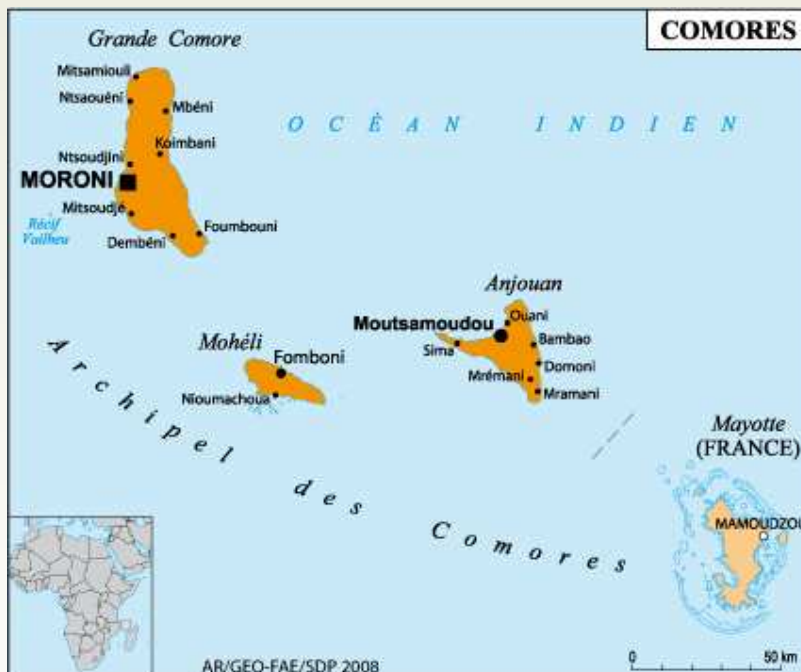 COMORES
Grande Comore
Mitsamiouli
Ntsaouéni
Mbéni
OCÉAN INDIEN
Koimbani
Ntsoudjini
MORONI
Mitsoudjé
Récif
Vailheu
Foumbouni
Dembéni
Anjouan
Ouani
Moutsamoudou
Bambao
Sima
Mohéli
Fomboni
Domoni
Mrémani
Nioumachoua
Mramani
Archipel des Comores
Mayotte
(FRANCE)
MAMOUDZOU
0 50 km
AR/GEO-FAE/SDP 2008